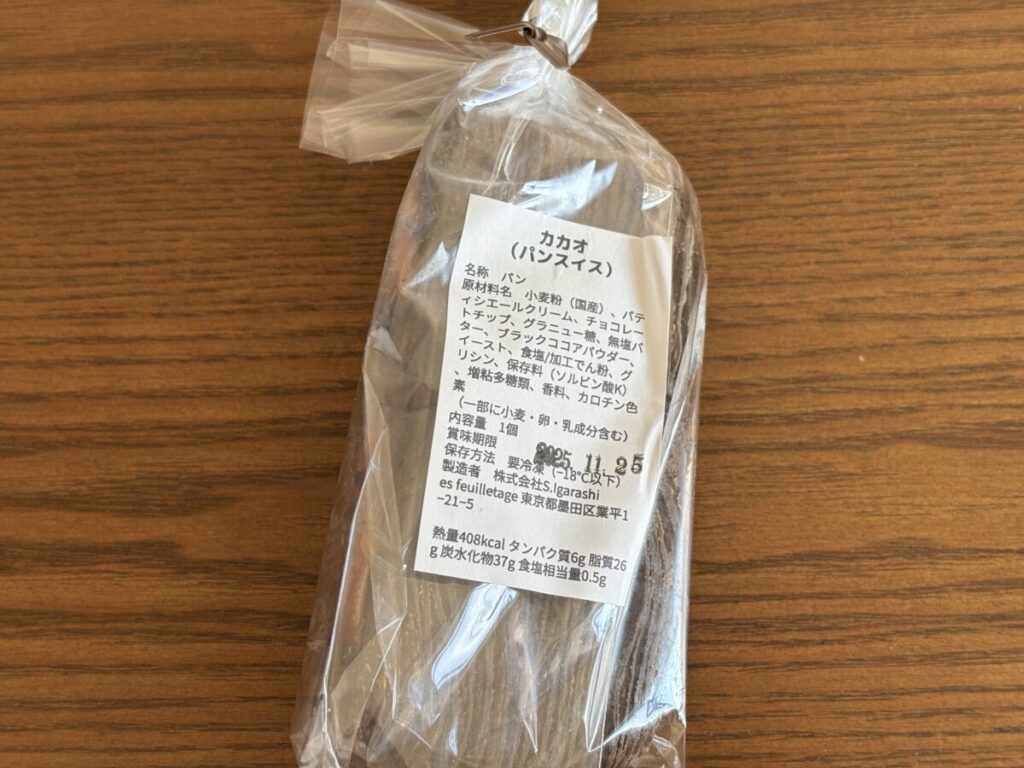 カカオ
(パンスイス)
名称　パン
原材料名　小麦粉（国産）、パテ
ィシエールクリーム、チョコレー
トチップ、グラニュー糖、無塩バ
ター、ブラックココアパウダー、
イースト、食塩/加工でん粉、グ
リシン、保存料（ソルビン酸K）
、増粘多糖類、香料、カロチン色
素
（一部に小麦・卵・乳成分含む）
内容量　1個
賞味期限　2025. 11. 25
保存方法　要冷凍（−18℃以下）
製造者　株式会社S.Igarashi
es feuilletage 東京都墨田区業平1
−21−5
熱量408kcal タンパク質6g 脂質26
g 炭水化物37g 食塩相当量0.5g